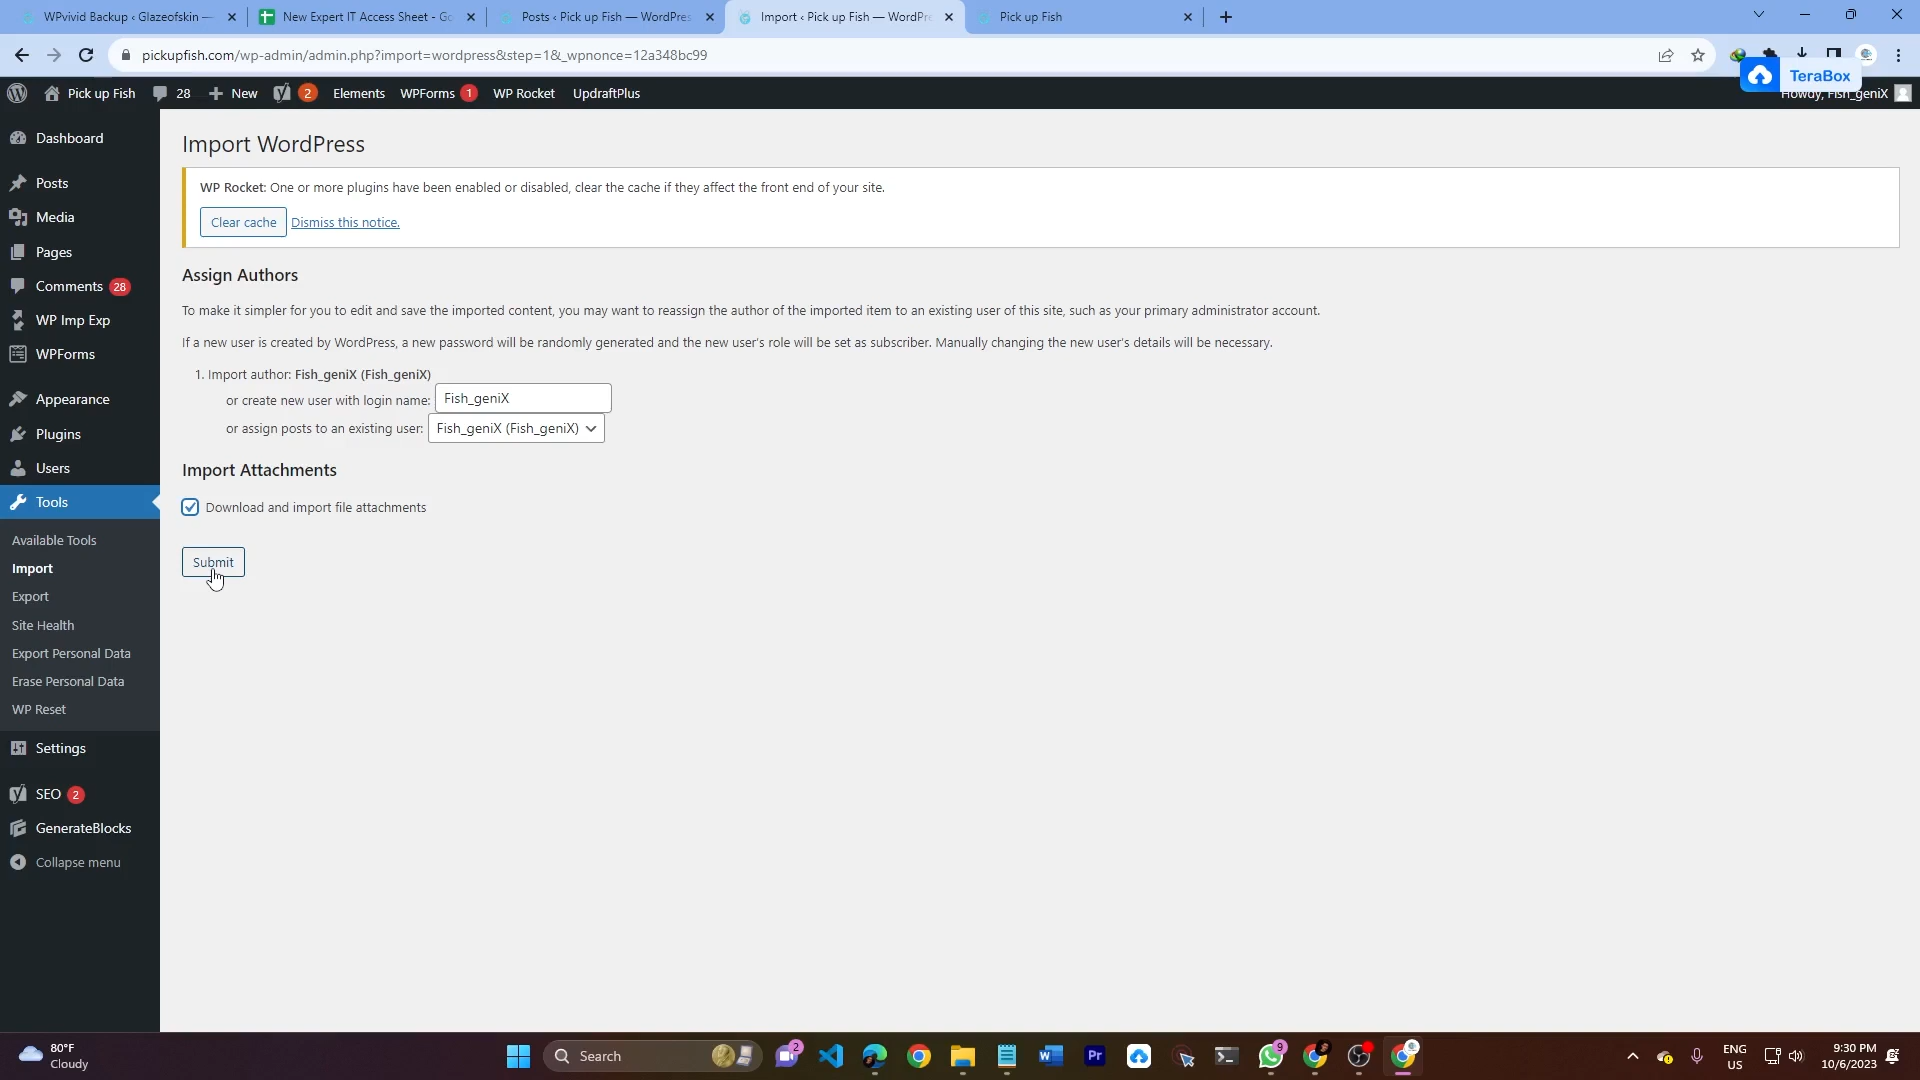 WPvivid Backup ‹ Glazeofskin —
New Expert IT Access Sheet - Go
Posts ‹ Pick up Fish — WordPres
Import ‹ Pick up Fish — WordPre
Pick up Fish
pickupfish.com/wp-admin/admin.php?import=wordpress&step=1&_wpnonce=12a348bc99
TeraBox
Pick up Fish
28
New
2
Elements
WPForms 1
WP Rocket
UpdraftPlus
Howdy, Fish_geniX
Dashboard
Posts
Media
Pages
Comments 28
WP Imp Exp
WPForms
Appearance
Plugins
Users
Tools
Available Tools
Import
Export
Site Health
Export Personal Data
Erase Personal Data
WP Reset
Settings
SEO 2
GenerateBlocks
Collapse menu
Import WordPress
WP Rocket: One or more plugins have been enabled or disabled, clear the cache if they affect the front end of your site.
Clear cache Dismiss this notice.
Assign Authors
To make it simpler for you to edit and save the imported content, you may want to reassign the author of the imported item to an existing user of this site, such as your primary administrator account.
If a new user is created by WordPress, a new password will be randomly generated and the new user's role will be set as subscriber. Manually changing the new user's details will be necessary.
1. Import author: Fish_geniX (Fish_geniX)
or create new user with login name: Fish_geniX
or assign posts to an existing user: Fish_geniX (Fish_geniX)
Import Attachments
Download and import file attachments
Submit
80°F
Cloudy
Search
2
W
Pr
9
ENG
US
9:30 PM
10/6/2023